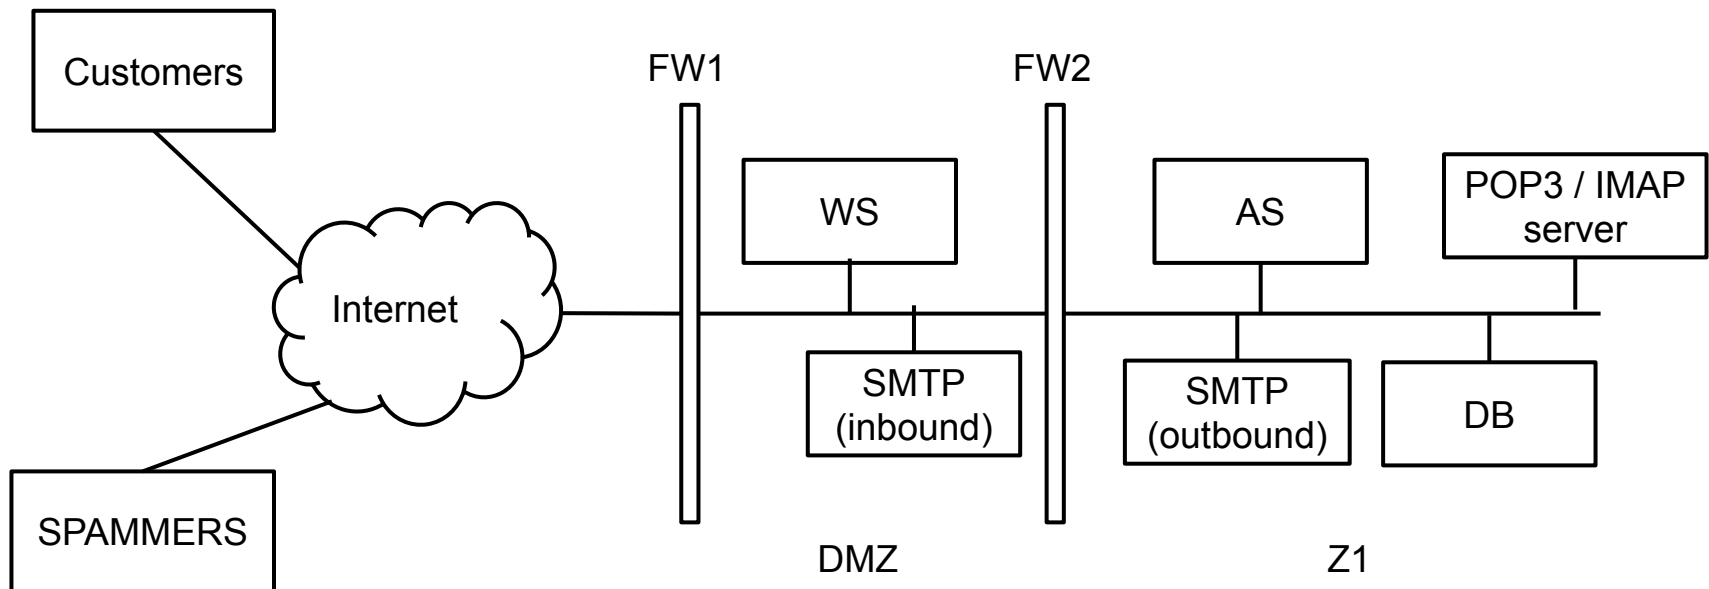 Customers
FW1
FW2
WS
AS
POP3 / IMAP
server
Internet
SMTP
(inbound)
SMTP
(outbound)
DB
SPAMMERS
DMZ
Z1